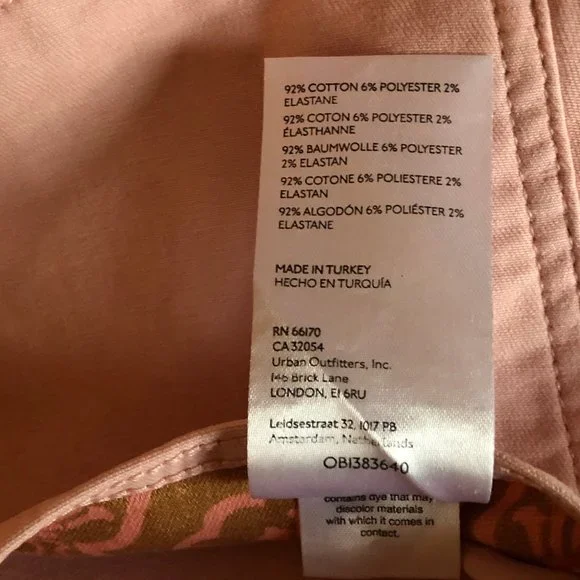 92% COTTON 6% POLYESTER 2%
ELASTANE
92% COTON 6% POLYESTER 2%
ÉLASTHANNE
92% BAUMWOLLE 6% POLYESTER
2% ELASTAN
92% COTONE 6% POLIESTERE 2%
ELASTAN
92% ALGODÓN 6% POLIÉSTER 2%
ELASTANE
MADE IN TURKEY
HECHO EN TURQUÍA
RN 66170
CA 32054
Urban Outfitters, Inc.
146 Brick Lane
LONDON, E1 6RU
Leidsestraat 32, 1017 PB
Amsterdam, Netherlands
OB1383640
contains dye that may
discolor materials
with which it comes in
contact.